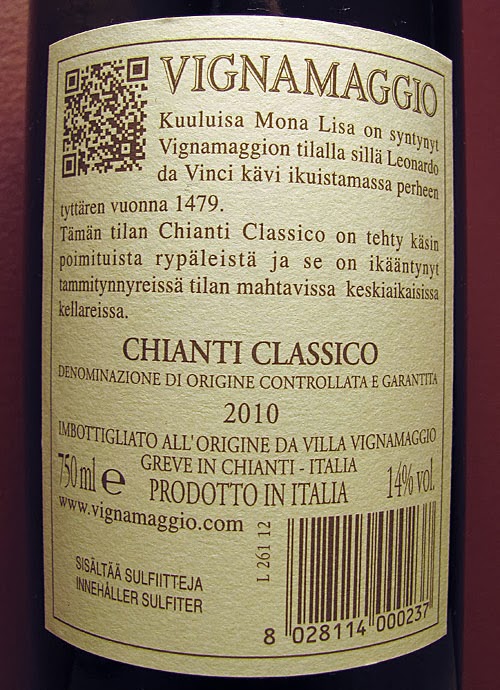 VIGNAMAGGIO
Kuuluisa Mona Lisa on syntynyt
Vignamaggion tilalla sillä Leonardo
da Vinci kävi ikuistamassa perheen
tyttären vuonna 1479.
Tämän tilan Chianti Classico on tehty käsin
poimituista rypäleistä ja se on ikääntynyt
tammitynnyreissä tilan mahtavissa keskiaikaisissa
kellareissa.
CHIANTI CLASSICO
DENOMINAZIONE DI ORIGINE CONTROLLATA E GARANTITA
2010
IMBOTTIGLIATO ALL'ORIGINE DA VILLA VIGNAMAGGIO
GREVE IN CHIANTI - ITALIA
750 ml e PRODOTTO IN ITALIA 14% vol.
www.vignamaggio.com
L 261 12
SISÄLTÄÄ SULFIITTEJA
INNEHÅLLER SULFITER
8 028114 000237